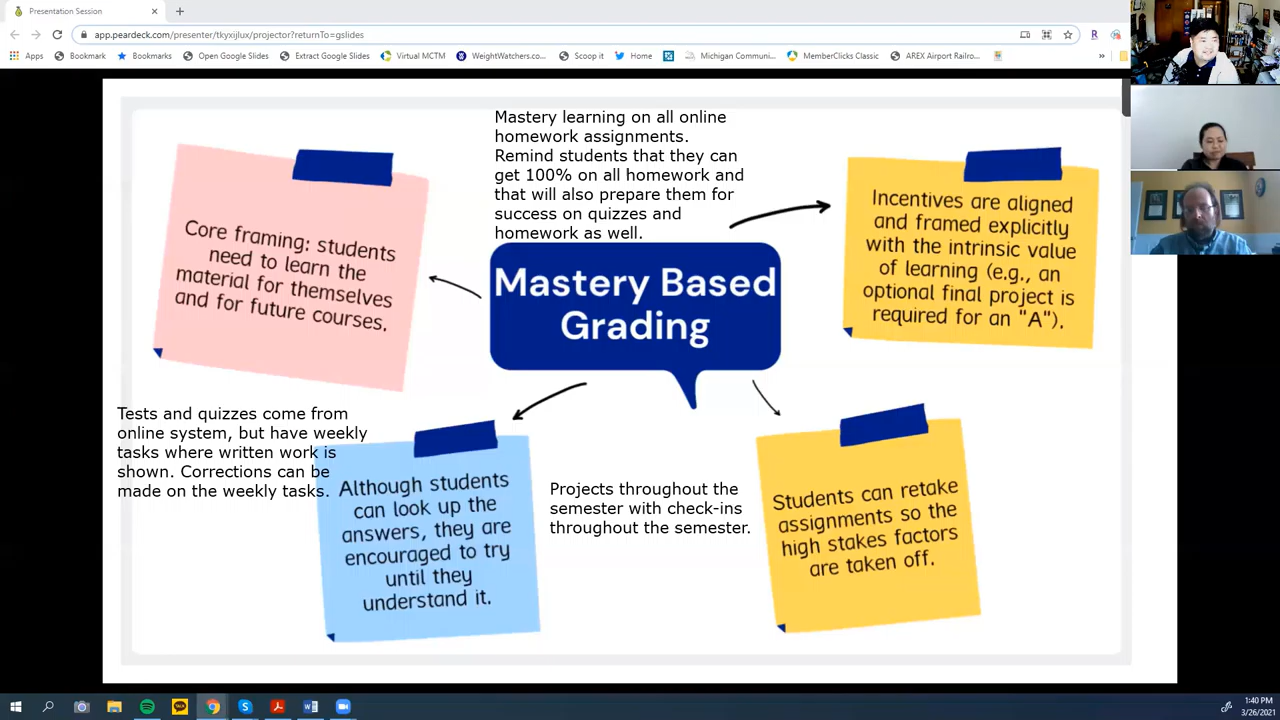 Presentation Session
app.peardeck.com/presenter/tkyxijlux/projector?returnTo=gslides
Apps
Bookmark
Bookmarks
Open Google Slides
Extract Google Slides
Virtual MCTM
WeightWatchers.co...
Scoop it
Home
Michigan Communi...
MemberClicks Classic
AREX Airport Railro...
Mastery learning on all online
homework assignments.
Remind students that they can
get 100% on all homework and
that will also prepare them for
success on quizzes and
homework as well.
Core framing: students
need to learn the
material for themselves
and for future courses.
Mastery Based
Grading
Incentives are aligned
and framed explicitly
with the intrinsic value
of learning (e.g., an
optional final project is
required for an "A").
Tests and quizzes come from
online system, but have weekly
tasks where written work is
shown. Corrections can be
made on the weekly tasks.
Although students
can look up the
answers, they are
encouraged to try
until they
understand it.
Projects throughout the
semester with check-ins
throughout the semester.
Students can retake
assignments so the
high stakes factors
are taken off.
1:40 PM
3/26/2021